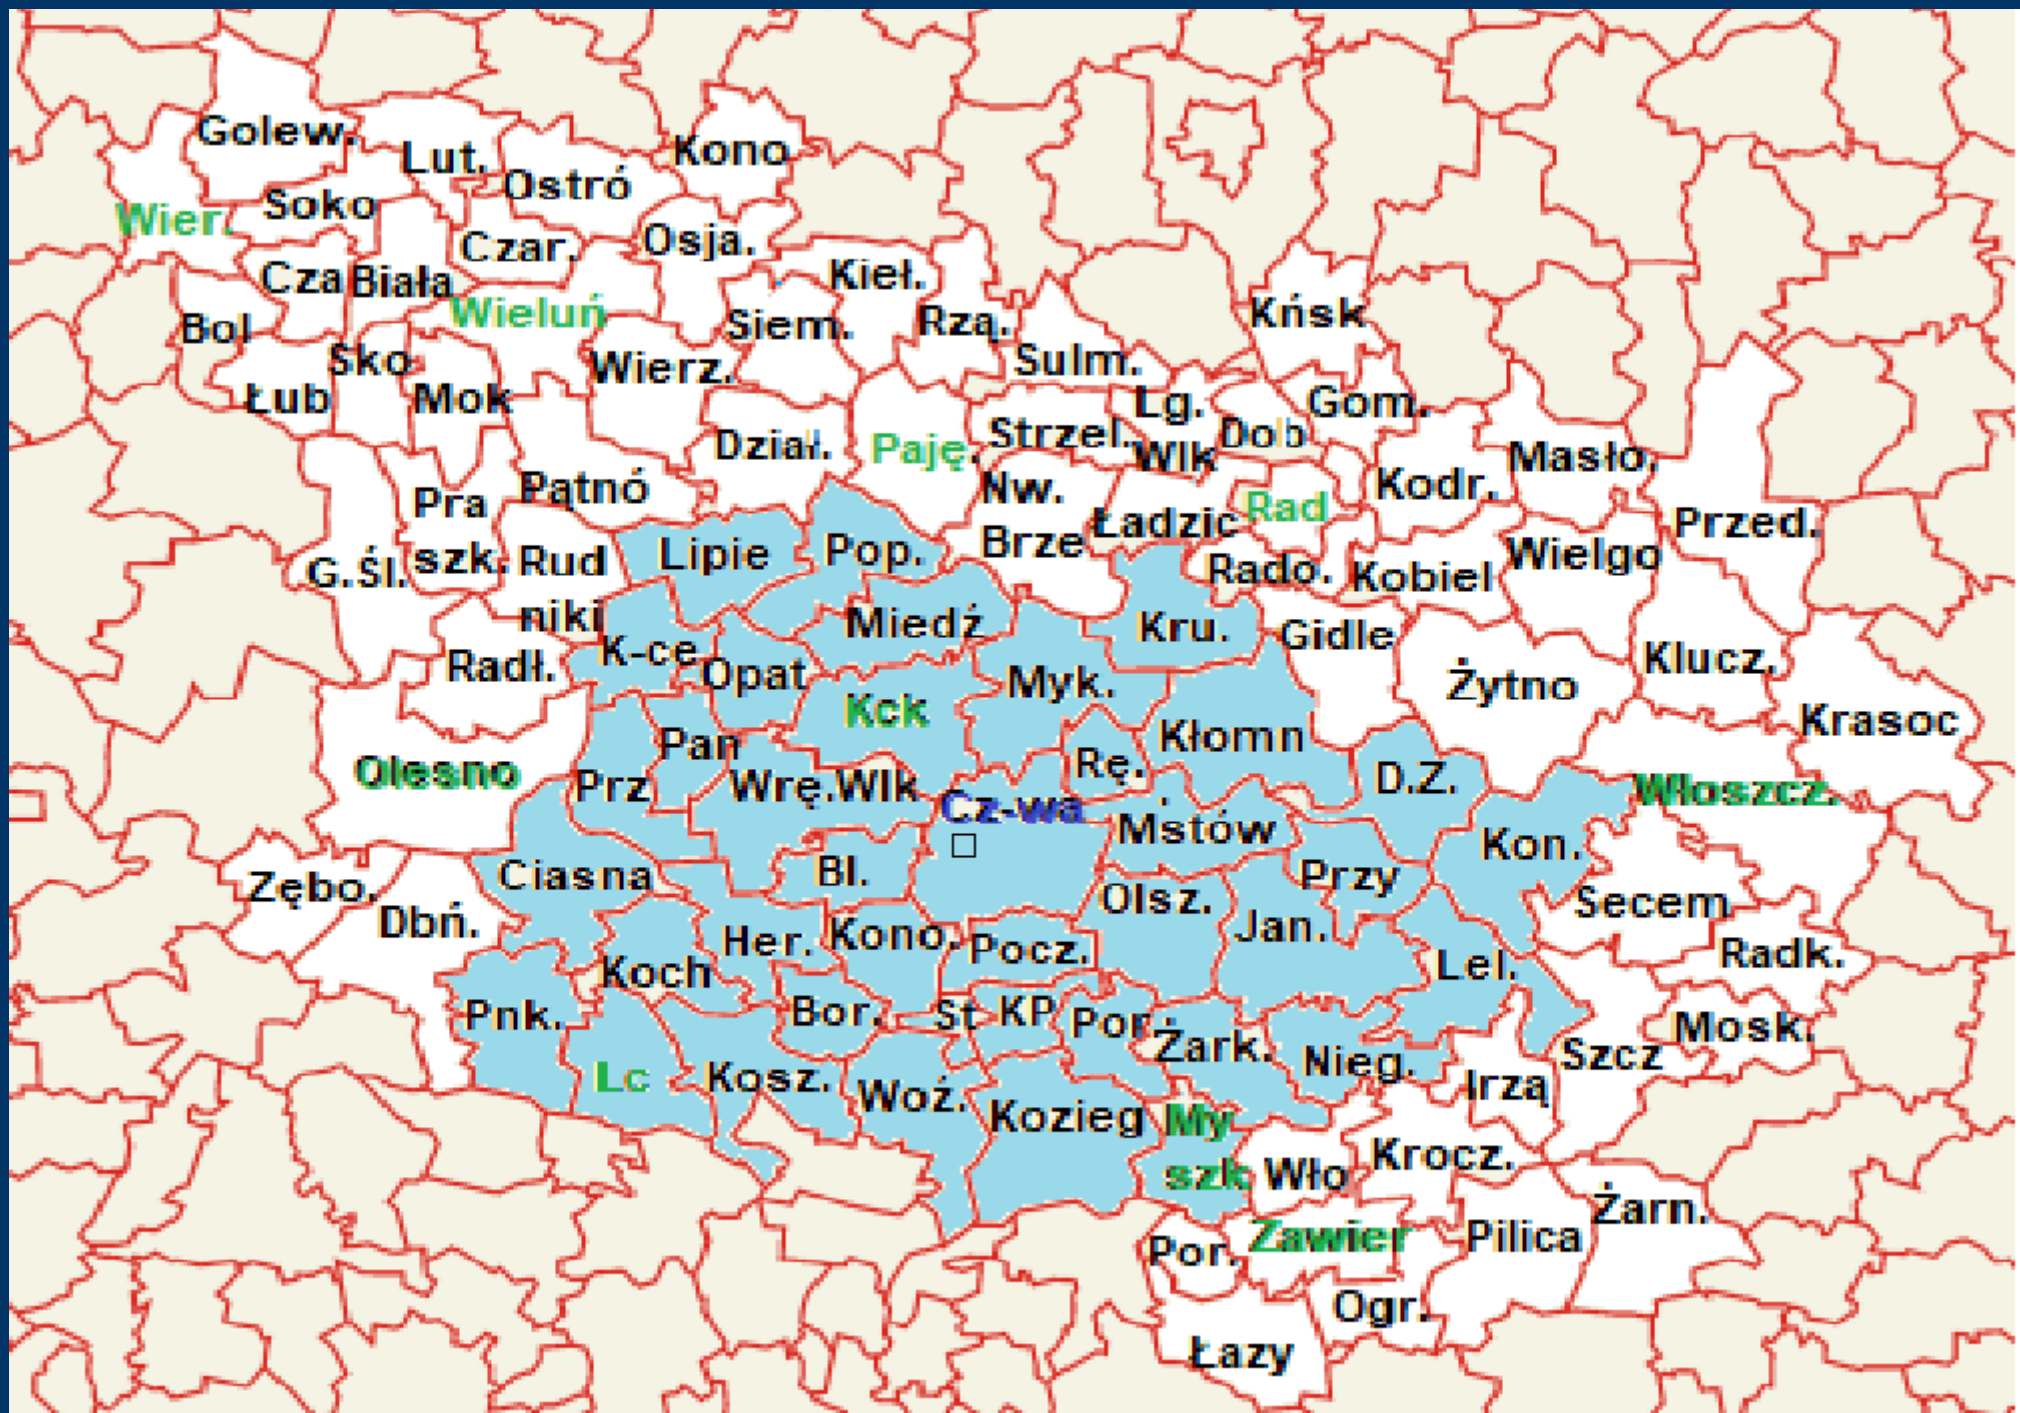 Golew.
Lut.
Kono
Ostró
Soko
Wier.
Czar.
Osja.
Cza
Biała
Kieł.
Wieluń
Bol
Siem.
Rzą.
Kńsk
Sko
Wierz.
Sulm.
Łub
Mok
Lg.
Wlk
Gom.
Dział.
Paję.
Strzel.
Dolb
Masło.
Pra
szk.
Pątnó
Nw.
Brze
Kodr.
Ładzic
Rad
Przed.
G.Śl.
Rud
niki
Lipie
Pop.
Rado.
Kobiel
Wielgo
Miedź
Kru.
Gidle
K-ce
Radł.
Opat
Myk.
Żytno
Klucz.
Kck
Krasoc
Pan
Kłomn
Olesno
Prz
Wrę.Wlk
Rę.
D.Z.
Włoszcz.
Cz-wa
Mstów
Kon.
Zębo.
Ciasna
Bl.
Przy
Dbń.
Olsz.
Secem
Her.
Kono.
Pocz.
Jan.
Radk.
Koch
Lel.
Pnk.
Bor.
St
KP
Por.
Mosk.
Żark.
Nieg.
Szcz
Lc
Kosz.
Woź.
Irzą
Kozieg
My
szk
Krocz.
Wło
Żarn.
Por.
Zawier
Pilica
Ogr.
Łazy